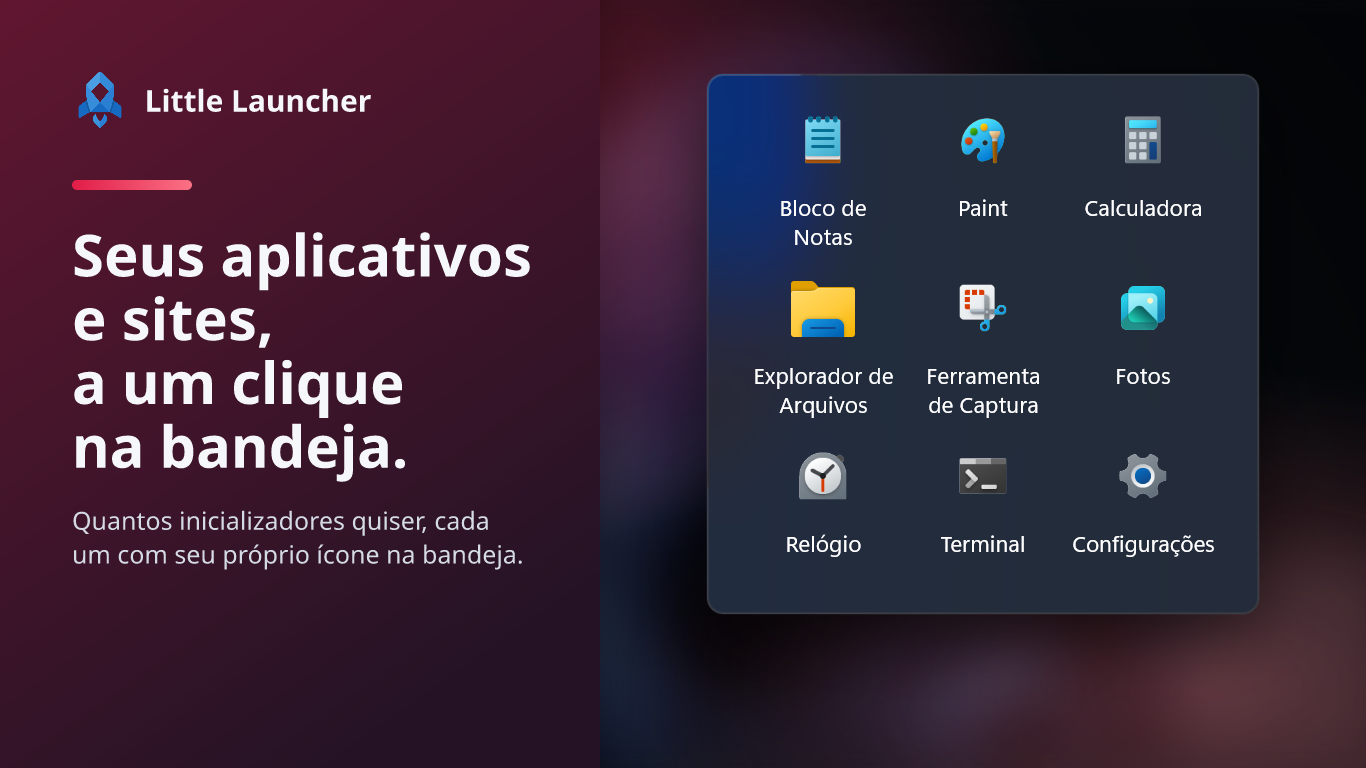 Little Launcher
Seus aplicativos
e sites,
a um clique
na bandeja.
Quantos inicializadores quiser, cada
um com seu próprio ícone na bandeja.
Bloco de
Notas
Paint
Calculadora
Explorador de
Arquivos
Ferramenta
de Captura
Fotos
Relógio
Terminal
Configurações